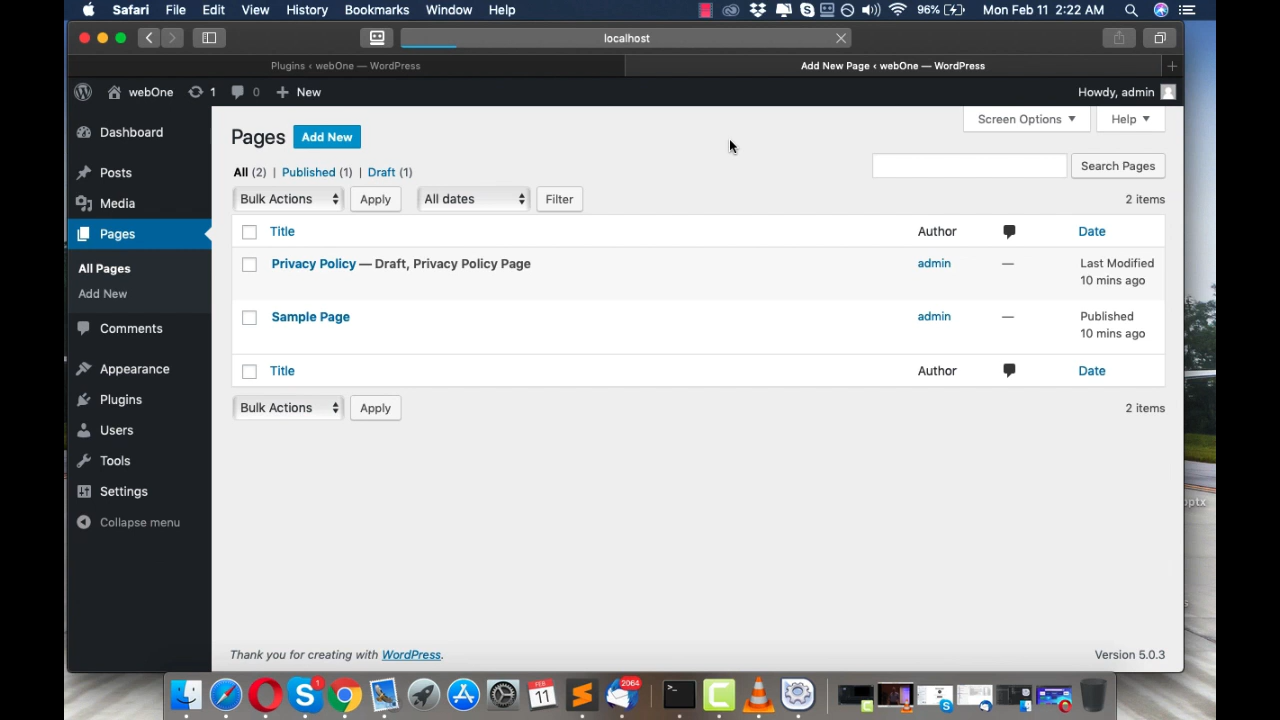 Safari File Edit View History Bookmarks Window Help 96% Mon Feb 11 2:22 AM
localhost
Plugins ‹ webOne — WordPress Add New Page ‹ webOne — WordPress
webOne 1 0 New Howdy, admin
Screen Options Help
Pages Add New
Search Pages
All (2) | Published (1) | Draft (1)
Bulk Actions Apply All dates Filter 2 items
Title Author Date
Privacy Policy — Draft, Privacy Policy Page admin — Last Modified
10 mins ago
Sample Page admin — Published
10 mins ago
Title Author Date
Bulk Actions Apply 2 items
Dashboard
Posts
Media
Pages
All Pages
Add New
Comments
Appearance
Plugins
Users
Tools
Settings
Collapse menu
Thank you for creating with WordPress. Version 5.0.3
1 FEB 11 2064